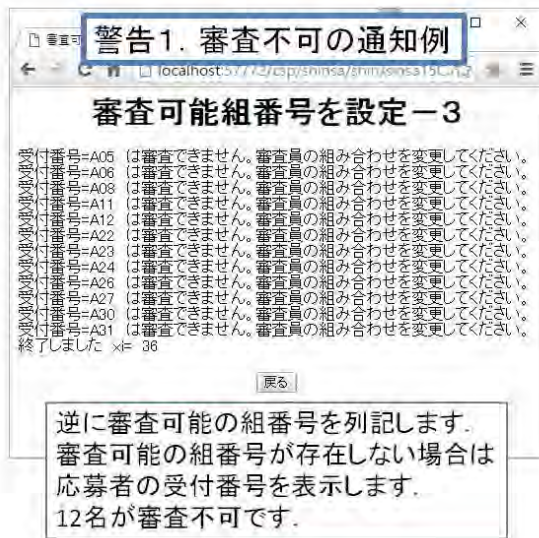 警告1. 審査不可の通知例
審査可
localhost:57772/csp/shinsa/
審査可能組番号を設定－3
受付番号=A05 は審査できません。審査員の組み合わせを変更してください。
受付番号=A06 は審査できません。審査員の組み合わせを変更してください。
受付番号=A08 は審査できません。審査員の組み合わせを変更してください。
受付番号=A11 は審査できません。審査員の組み合わせを変更してください。
受付番号=A12 は審査できません。審査員の組み合わせを変更してください。
受付番号=A22 は審査できません。審査員の組み合わせを変更してください。
受付番号=A23 は審査できません。審査員の組み合わせを変更してください。
受付番号=A24 は審査できません。審査員の組み合わせを変更してください。
受付番号=A26 は審査できません。審査員の組み合わせを変更してください。
受付番号=A27 は審査できません。審査員の組み合わせを変更してください。
受付番号=A30 は審査できません。審査員の組み合わせを変更してください。
受付番号=A31 は審査できません。審査員の組み合わせを変更してください。
終了しました xi= 36
戻る
逆に審査可能の組番号を列記します.
審査可能の組番号が存在しない場合は
応募者の受付番号を表示します.
12名が審査不可です.